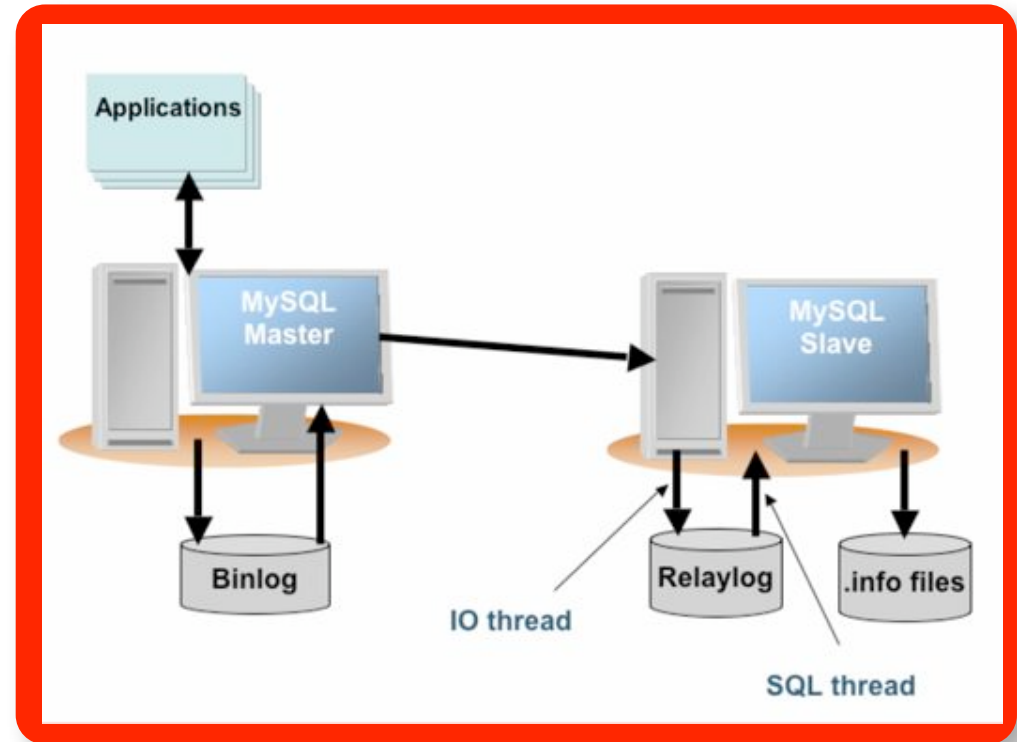 Applications
MySQL
Master
MySQL
Slave
Binlog
Relaylog
.info files
IO thread
SQL thread